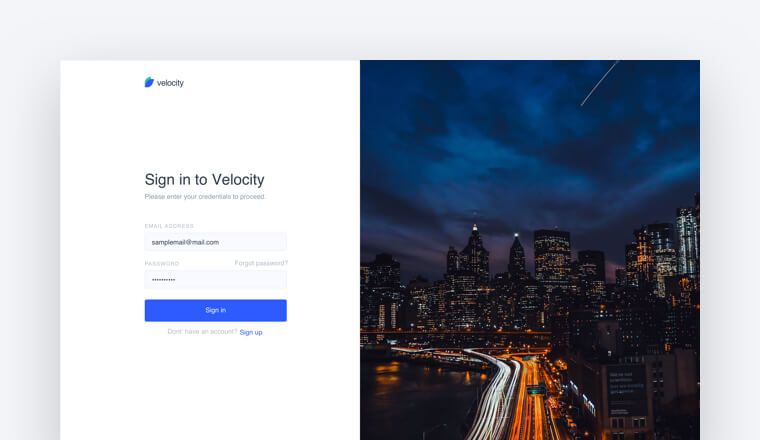 velocity
Sign in to Velocity
Please enter your credentials to proceed.
EMAIL ADDRESS
samplemail@mail.com
PASSWORD Forgot password?
••••••••••
Sign in
Dont' have an account? Sign up